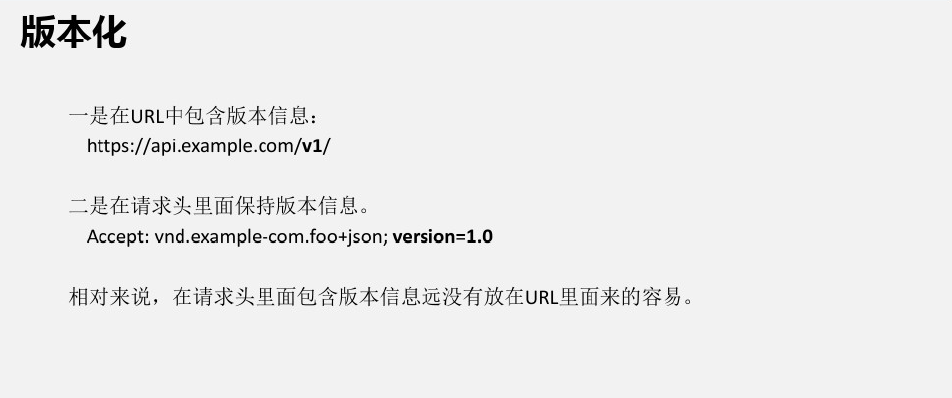 版本化
一是在URL中包含版本信息：
https://api.example.com/v1/
二是在请求头里面保持版本信息。
Accept: vnd.example-com.foo+json; version=1.0
相对来说，在请求头里面包含版本信息远没有放在URL里面来的容易。